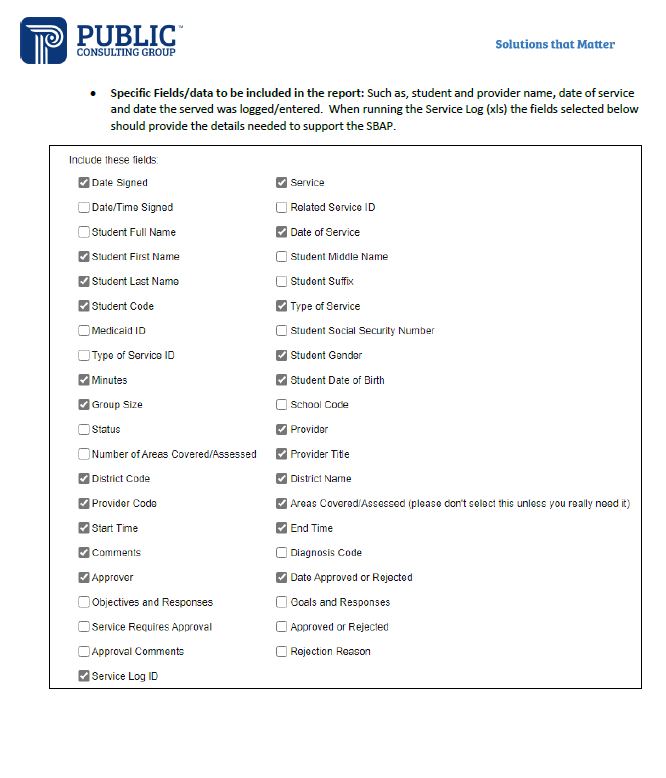 PUBLIC™
CONSULTING GROUP
Solutions that Matter
• Specific Fields/data to be included in the report: Such as, student and provider name, date of service
and date the served was logged/entered. When running the Service Log (xls) the fields selected below
should provide the details needed to support the SBAP.
Include these fields:
Date Signed Service
Date/Time Signed Related Service ID
Student Full Name Date of Service
Student First Name Student Middle Name
Student Last Name Student Suffix
Student Code Type of Service
Medicaid ID Student Social Security Number
Type of Service ID Student Gender
Minutes Student Date of Birth
Group Size School Code
Status Provider
Number of Areas Covered/Assessed Provider Title
District Code District Name
Provider Code Areas Covered/Assessed (please don't select this unless you really need it)
Start Time End Time
Comments Diagnosis Code
Approver Date Approved or Rejected
Objectives and Responses Goals and Responses
Service Requires Approval Approved or Rejected
Approval Comments Rejection Reason
Service Log ID